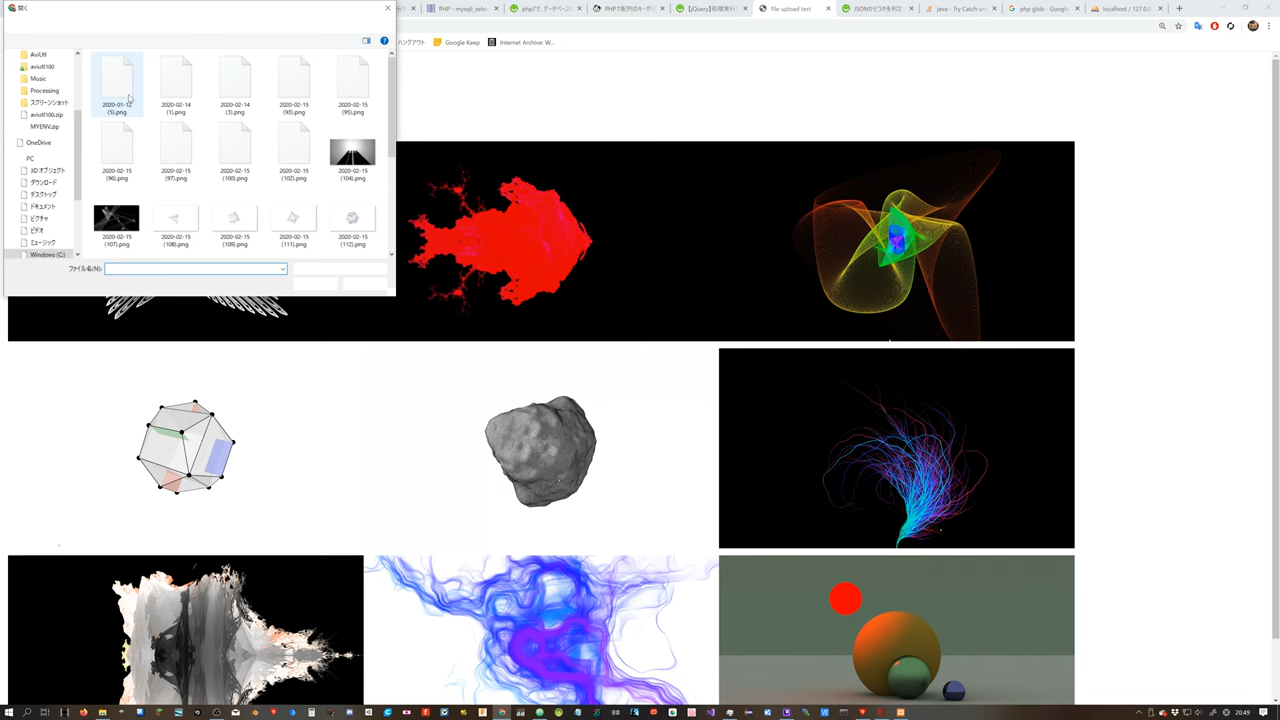 開く
PHP - mysqli_sele
php7で、データベース
PHPで配列のキーが
【jQuery】処理実行
file upload test
JSONかどうかを判定
java - Try Catch un
php glob - Googl
localhost / 127.0.
ハングアウト
Google Keep
Internet Archive: W...
AviUtl
aviutl100
Music
Processing
スクリーンショット
aviutl100.zip
MYENV.zip
OneDrive
PC
3D オブジェクト
ダウンロード
デスクトップ
ドキュメント
ピクチャ
ビデオ
ミュージック
Windows (C:)
2020-01-12
(5).png
2020-02-14
(1).png
2020-02-14
(3).png
2020-02-15
(93).png
2020-02-15
(95).png
2020-02-15
(96).png
2020-02-15
(97).png
2020-02-15
(100).png
2020-02-15
(102).png
2020-02-15
(104).png
2020-02-15
(107).png
2020-02-15
(108).png
2020-02-15
(109).png
2020-02-15
(111).png
2020-02-15
(112).png
ファイル名(N):
20:49